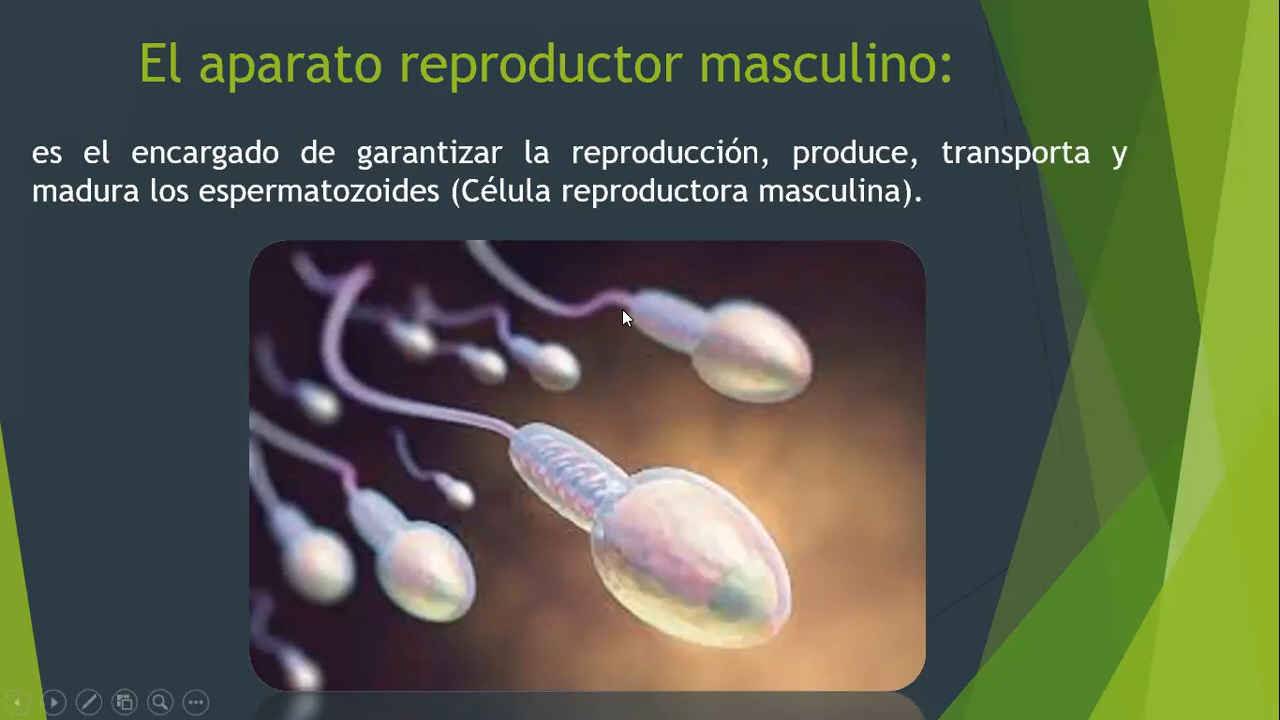 El aparato reproductor masculino:
es el encargado de garantizar la reproducción, produce, transporta y
madura los espermatozoides (Célula reproductora masculina).